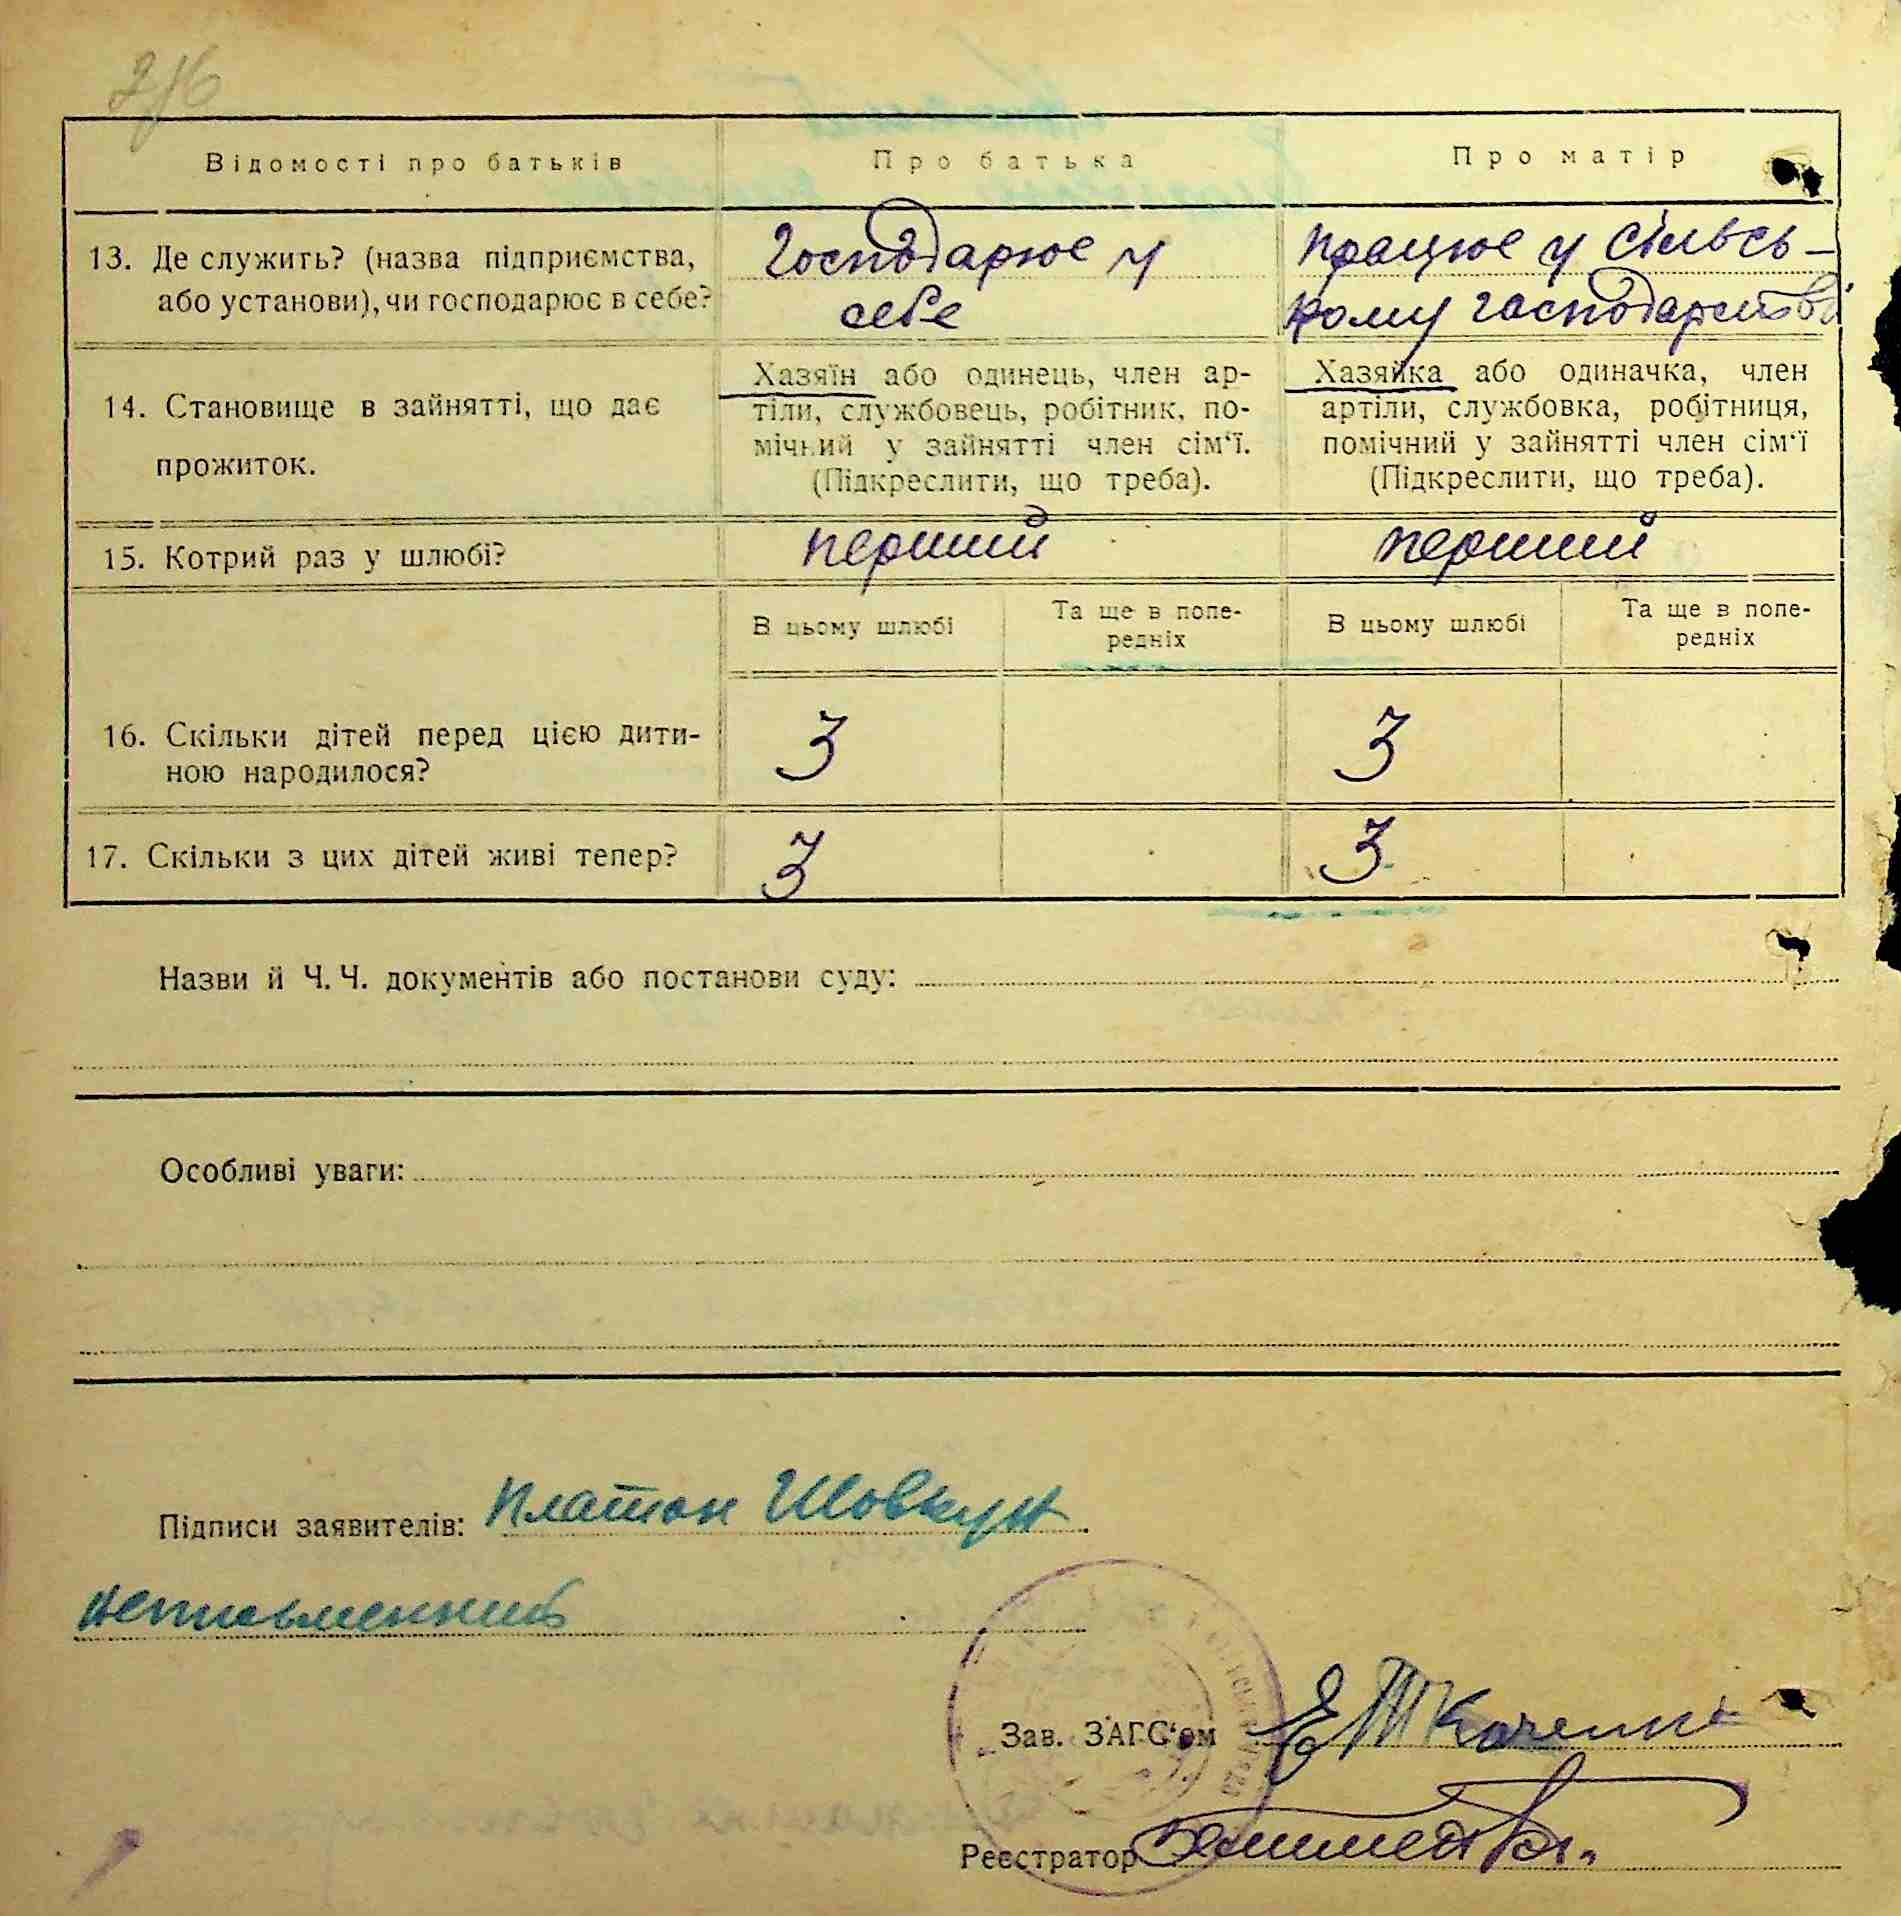 Відомості про батьків
Про батька
Про матір
13. Де служить? (назва підприємства,
або установи), чи господарює в себе?
Господарює у
себе
працює у сільсь-
кому господарстві
14. Становище в зайнятті, що дає
прожиток.
Хазяїн або одинець, член ар-
тіли, службовець, робітник, по-
мічний у зайнятті член сім‘ї.
(Підкреслити, що треба).
Хазяйка або одиначка, член
артіли, службовка, робітниця,
помічний у зайнятті член сім‘ї
(Підкреслити, що треба).
15. Котрий раз у шлюбі?
перший
перший
В цьому шлюбі
Та ще в попе-
редніх
В цьому шлюбі
Та ще в попе-
редніх
16. Скільки дітей перед цією дити-
ною народилося?
3
3
17. Скільки з цих дітей живі тепер?
3
3
Назви й Ч. Ч. документів або постанови суду:
Особливі уваги:
Підписи заявителів: Платон Шовкун
неписьменний
Зав. ЗАГС‘ом
Реєстратор